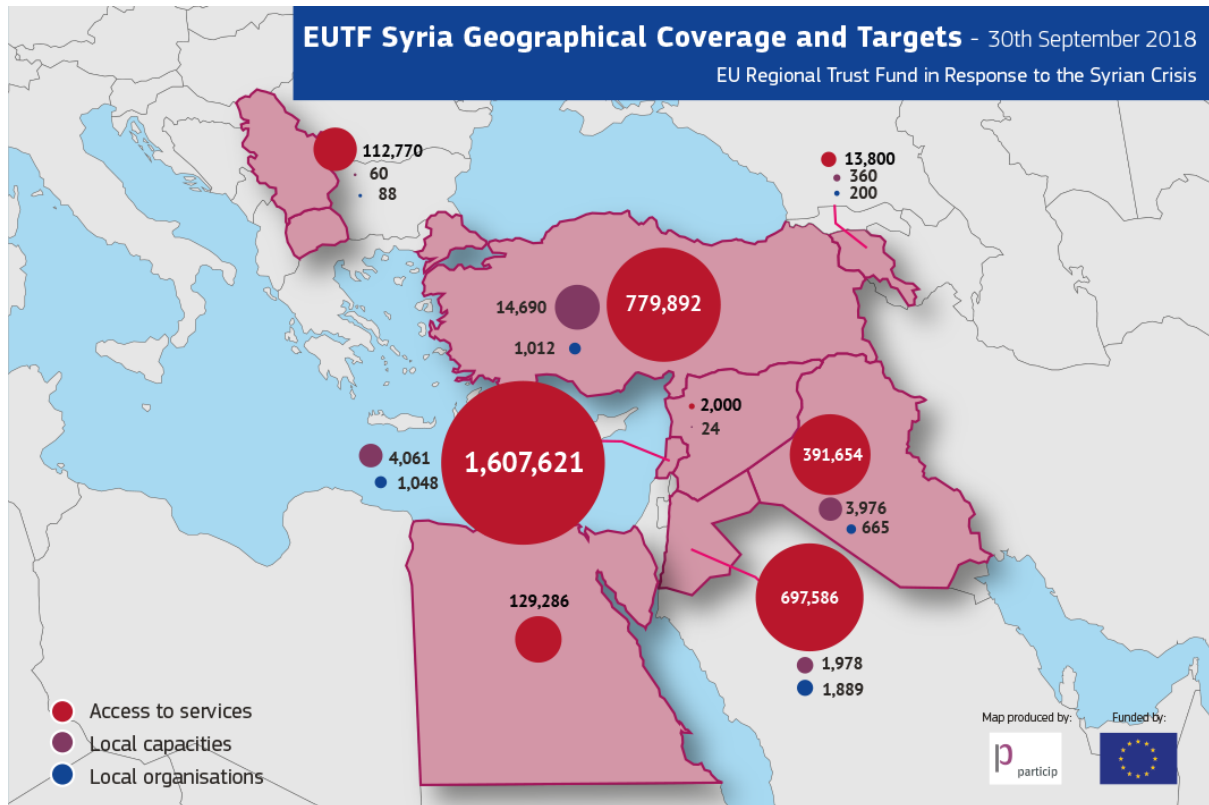 EUTF Syria Geographical Coverage and Targets - 30th September 2018
EU Regional Trust Fund in Response to the Syrian Crisis
112,770
60
88
13,800
360
200
14,690
779,892
1,012
2,000
24
4,061
1,607,621
1,048
391,654
3,976
665
129,286
697,586
1,978
1,889
Access to services
Local capacities
Local organisations
Map produced by:
Funded by:
p
particip